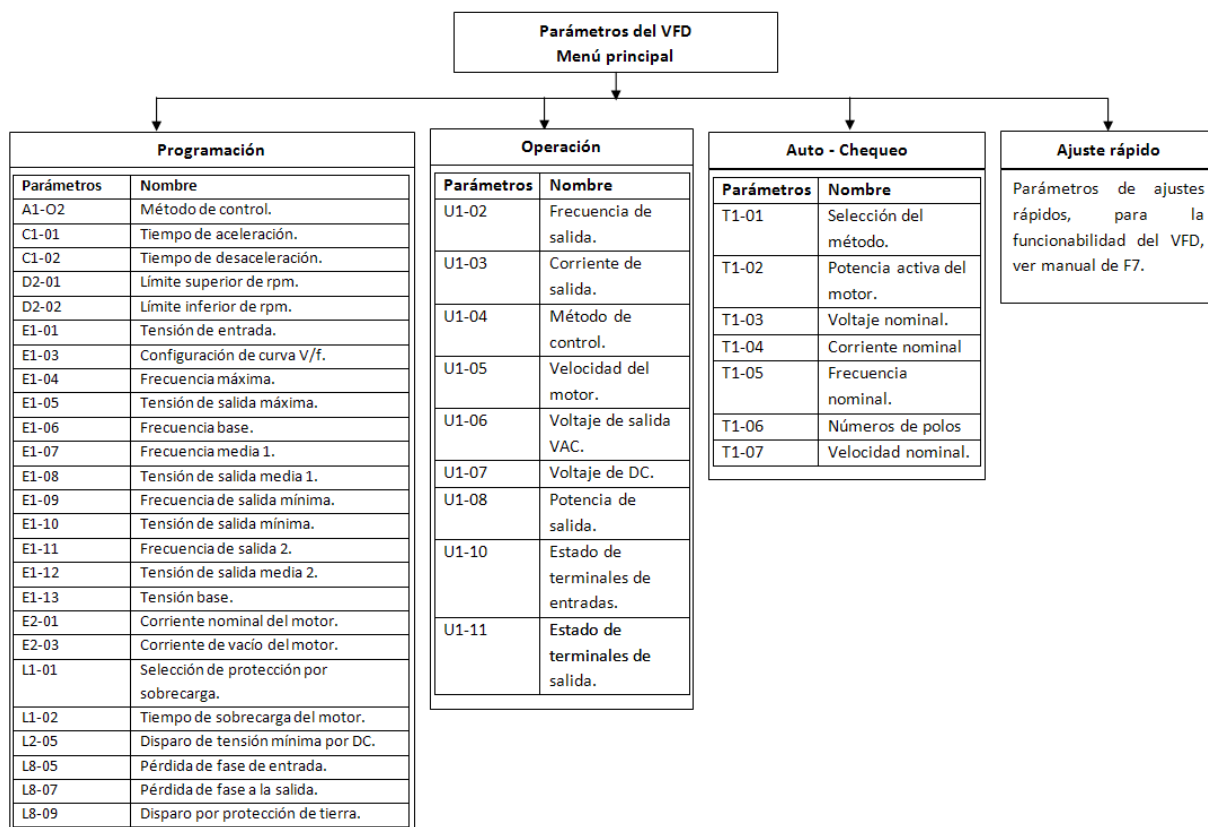 Parámetros del VFD
Menú principal
Programación
Parámetros Nombre
A1-O2 Método de control.
C1-01 Tiempo de aceleración.
C1-02 Tiempo de desaceleración.
D2-01 Límite superior de rpm.
D2-02 Límite inferior de rpm.
E1-01 Tensión de entrada.
E1-03 Configuración de curva V/f.
E1-04 Frecuencia máxima.
E1-05 Tensión de salida máxima.
E1-06 Frecuencia base.
E1-07 Frecuencia media 1.
E1-08 Tensión de salida media 1.
E1-09 Frecuencia de salida mínima.
E1-10 Tensión de salida mínima.
E1-11 Frecuencia de salida 2.
E1-12 Tensión de salida media 2.
E1-13 Tensión base.
E2-01 Corriente nominal del motor.
E2-03 Corriente de vacío del motor.
L1-01 Selección de protección por
sobrecarga.
L1-02 Tiempo de sobrecarga del motor.
L2-05 Disparo de tensión mínima por DC.
L8-05 Pérdida de fase de entrada.
L8-07 Pérdida de fase a la salida.
L8-09 Disparo por protección de tierra.
Operación
Parámetros Nombre
U1-02 Frecuencia de
salida.
U1-03 Corriente de
salida.
U1-04 Método de
control.
U1-05 Velocidad del
motor.
U1-06 Voltaje de salida
VAC.
U1-07 Voltaje de DC.
U1-08 Potencia de
salida.
U1-10 Estado de
terminales de
entradas.
U1-11 Estado de
terminales de
salida.
Auto - Chequeo
Parámetros Nombre
T1-01 Selección del
método.
T1-02 Potencia activa del
motor.
T1-03 Voltaje nominal.
T1-04 Corriente nominal
T1-05 Frecuencia
nominal.
T1-06 Números de polos
T1-07 Velocidad nominal.
Ajuste rápido
Parámetros de ajustes
rápidos, para la
funcionabilidad del VFD,
ver manual de F7.